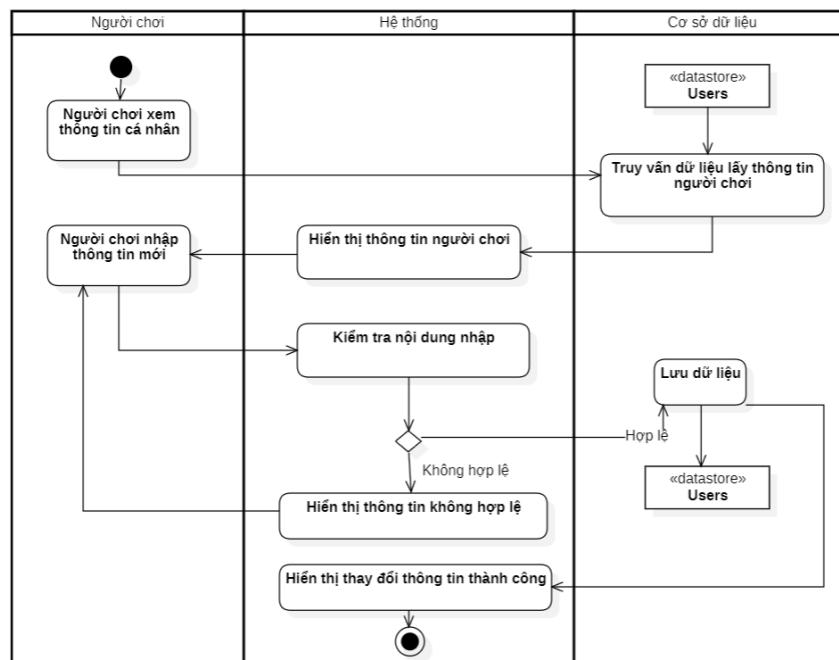 Người chơi
Hệ thống
Cơ sở dữ liệu
«datastore»
Users
Người chơi xem
thông tin cá nhân
Truy vấn dữ liệu lấy thông tin
người chơi
Người chơi nhập
thông tin mới
Hiển thị thông tin người chơi
Kiểm tra nội dung nhập
Lưu dữ liệu
Hợp lệ
Không hợp lệ
«datastore»
Users
Hiển thị thông tin không hợp lệ
Hiển thị thay đổi thông tin thành công